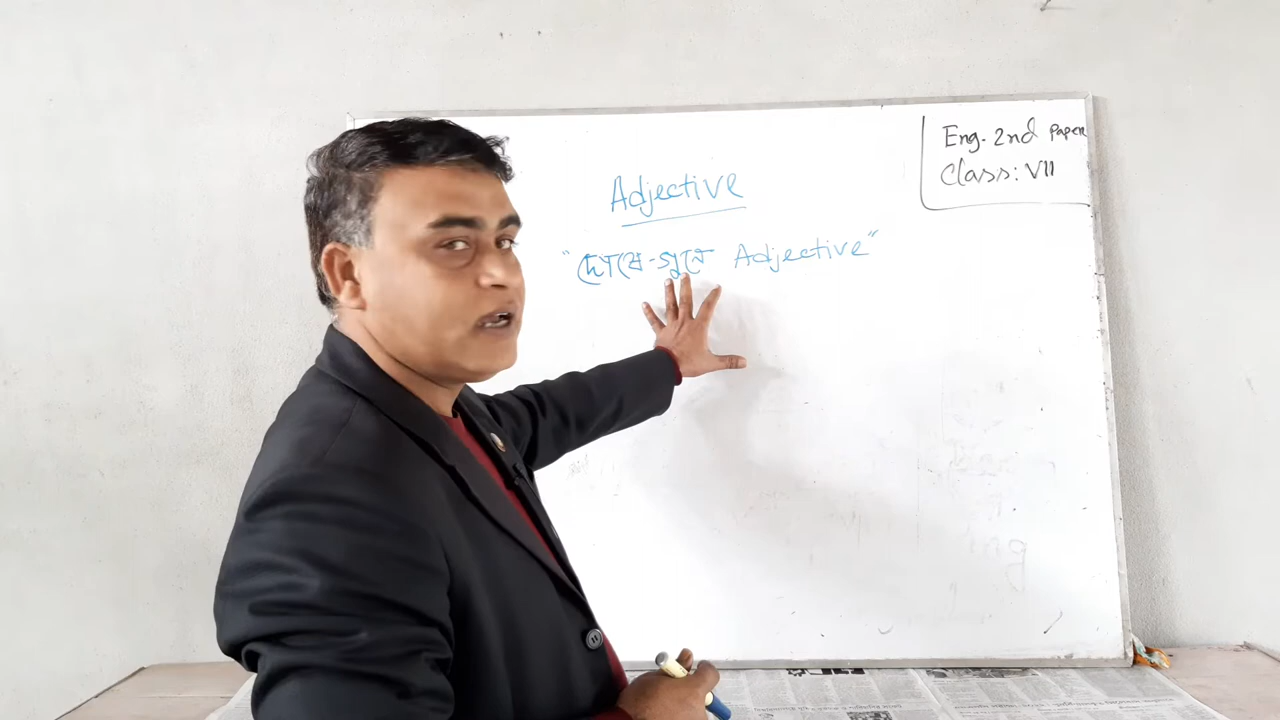 Adjective
"দেখে-শুনে Adjective"
Eng. 2nd Paper
Class: VII